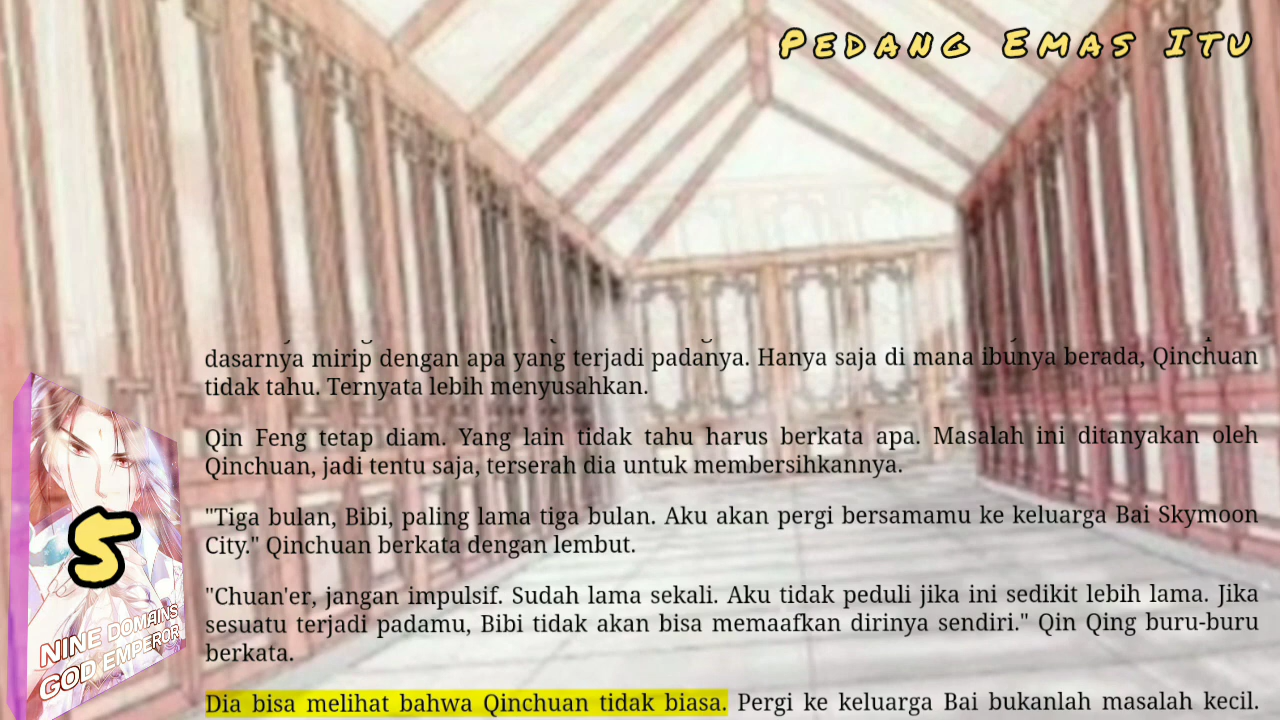 Pedang Emas Itu
dasarnya mirip dengan apa yang terjadi padanya. Hanya saja di mana ibunya berada, Qinchuan
tidak tahu. Ternyata lebih menyusahkan.
Qin Feng tetap diam. Yang lain tidak tahu harus berkata apa. Masalah ini ditanyakan oleh
Qinchuan, jadi tentu saja, terserah dia untuk membersihkannya.
"Tiga bulan, Bibi, paling lama tiga bulan. Aku akan pergi bersamamu ke keluarga Bai Skymoon
City." Qinchuan berkata dengan lembut.
"Chuan'er, jangan impulsif. Sudah lama sekali. Aku tidak peduli jika ini sedikit lebih lama. Jika
sesuatu terjadi padamu, Bibi tidak akan bisa memaafkan dirinya sendiri." Qin Qing buru-buru
berkata.
Dia bisa melihat bahwa Qinchuan tidak biasa. Pergi ke keluarga Bai bukanlah masalah kecil.
5
NINE DOMAINS
GOD EMPEROR